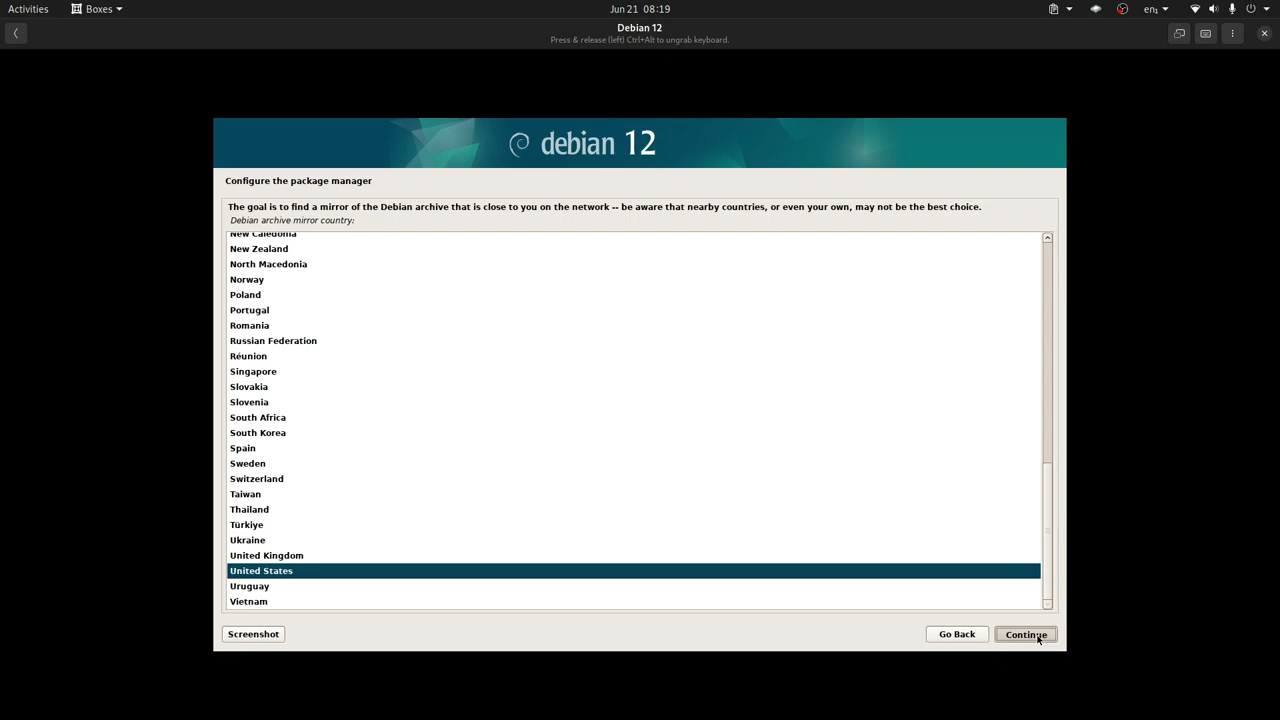 Activities Boxes Jun 21 08:19 en₁
Debian 12
Press & release (left) Ctrl+Alt to ungrab keyboard.
debian 12
Configure the package manager
The goal is to find a mirror of the Debian archive that is close to you on the network -- be aware that nearby countries, or even your own, may not be the best choice.
Debian archive mirror country:
New Caledonia
New Zealand
North Macedonia
Norway
Poland
Portugal
Romania
Russian Federation
Réunion
Singapore
Slovakia
Slovenia
South Africa
South Korea
Spain
Sweden
Switzerland
Taiwan
Thailand
Türkiye
Ukraine
United Kingdom
United States
Uruguay
Vietnam
Screenshot Go Back Continue